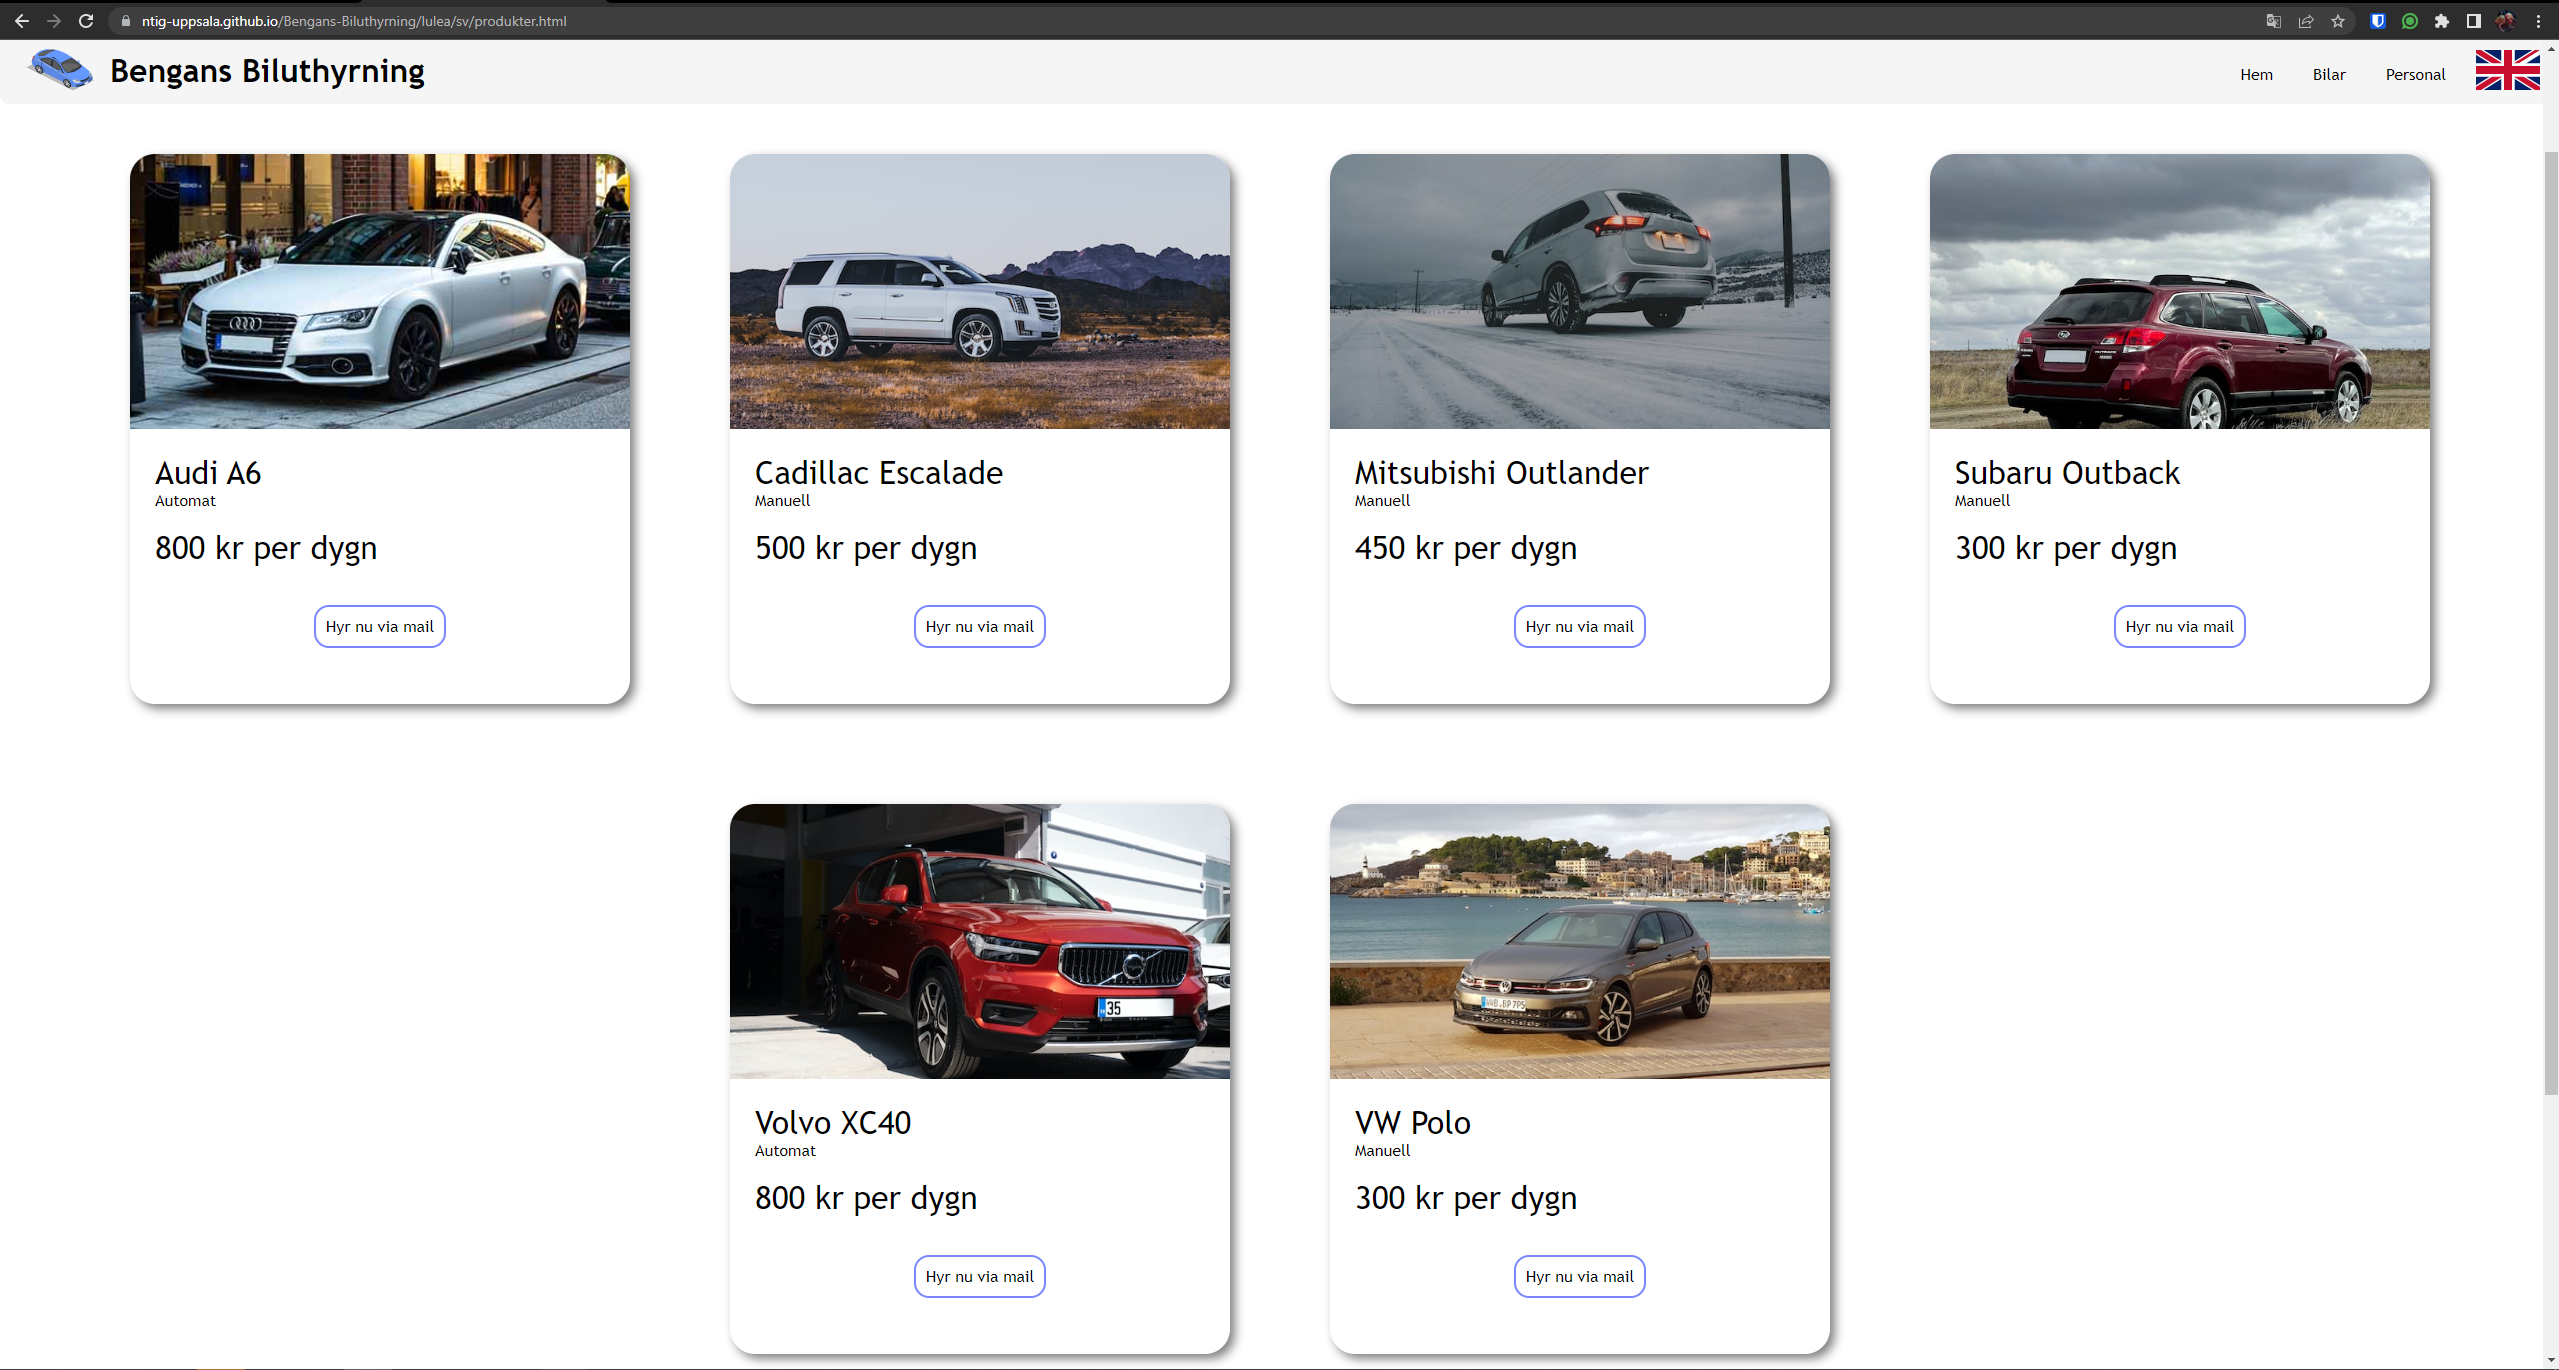 ntig-uppsala.github.io/Bengans-Biluthyrning/lulea/sv/produkter.html
Bengans Biluthyrning
Hem
Bilar
Personal
Audi A6
Automat
800 kr per dygn
Hyr nu via mail
Cadillac Escalade
Manuell
500 kr per dygn
Hyr nu via mail
Mitsubishi Outlander
Manuell
450 kr per dygn
Hyr nu via mail
Subaru Outback
Manuell
300 kr per dygn
Hyr nu via mail
35
Volvo XC40
Automat
800 kr per dygn
Hyr nu via mail
VW Polo
Manuell
300 kr per dygn
Hyr nu via mail